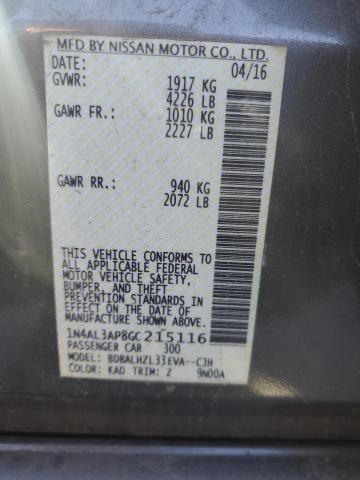 MFD BY NISSAN MOTOR CO., LTD.
DATE: 04/16
GVWR: 1917 KG
4226 LB
GAWR FR.: 1010 KG
2227 LB
GAWR RR.: 940 KG
2072 LB
THIS VEHICLE CONFORMS TO
ALL APPLICABLE FEDERAL
MOTOR VEHICLE SAFETY,
BUMPER, AND THEFT
PREVENTION STANDARDS
IN EFFECT ON THE DATE OF
MANUFACTURE SHOWN ABOVE.
1N4AL3AP8GC215116
PASSENGER CAR 300
MODEL: BDBALHZL33EVA--CJH
COLOR: KAD TRIM: Z 9N00A